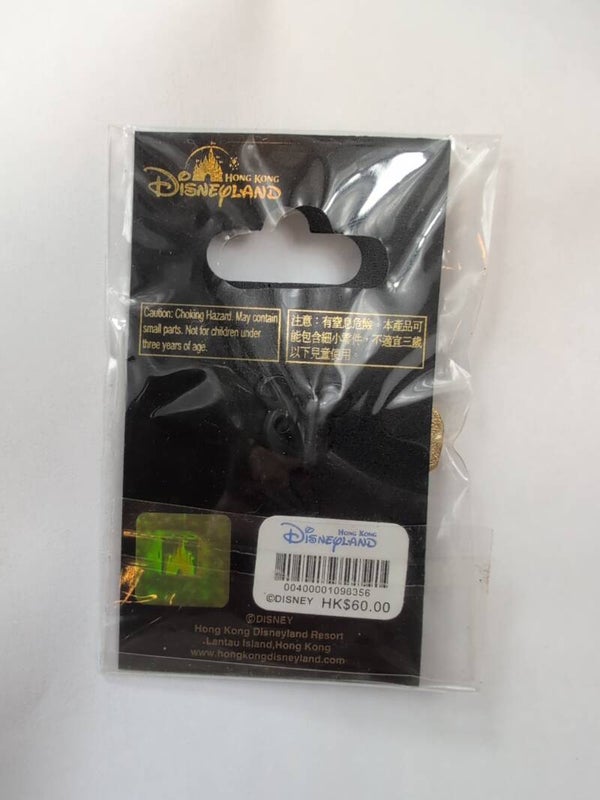 HONG KONG
DISNEYLAND
Caution: Choking Hazard. May contain
small parts. Not for children under
three years of age.
注意：有窒息危險，本產品可
能包含細小零件，不適宜三歲
以下兒童使用。
HONG KONG
DISNEYLAND
00400001098356
©DISNEY HK$60.00
©DISNEY
Hong Kong Disneyland Resort
Lantau Island,Hong Kong
www.hongkongdisneyland.com